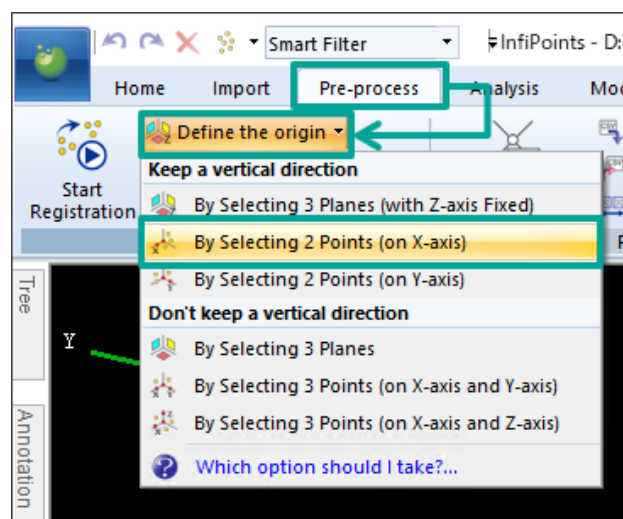 Smart Filter
InfiPoints - D:
Home Import Pre-process Analysis
Define the origin
Start
Registration
Keep a vertical direction
By Selecting 3 Planes (with Z-axis Fixed)
By Selecting 2 Points (on X-axis)
By Selecting 2 Points (on Y-axis)
Don't keep a vertical direction
By Selecting 3 Planes
By Selecting 3 Points (on X-axis and Y-axis)
By Selecting 3 Points (on X-axis and Z-axis)
Which option should I take?...
Tree
Y
Annotation